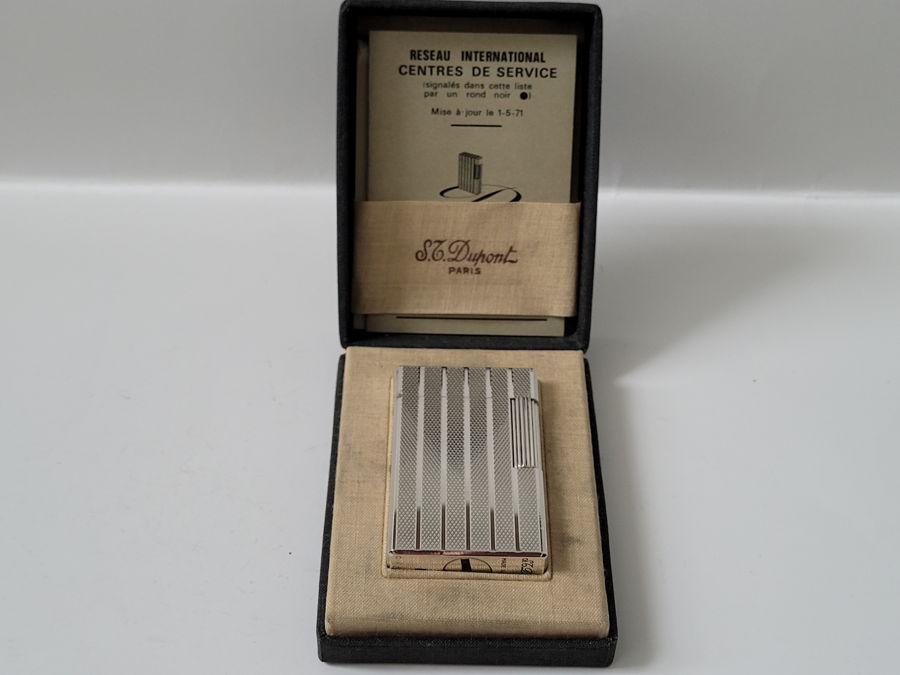 RESEAU INTERNATIONAL
CENTRES DE SERVICE
(signalés dans cette liste
par un rond noir ●)
Mise à jour le 1-5-71
S.T. Dupont
PARIS